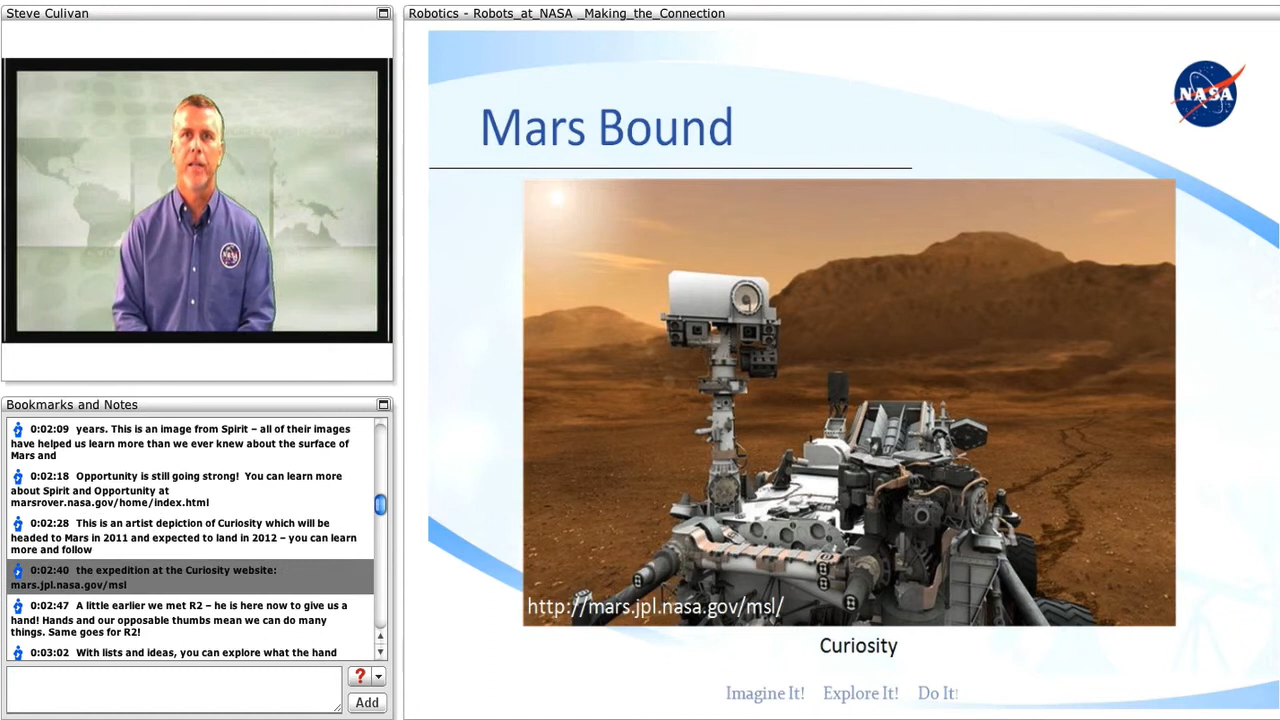 Steve Culivan
NASA
Bookmarks and Notes
0:02:09 years. This is an image from Spirit – all of their images
have helped us learn more than we ever knew about the surface of
Mars and
0:02:18 Opportunity is still going strong! You can learn more
about Spirit and Opportunity at
marsrover.nasa.gov/home/index.html
0:02:28 This is an artist depiction of Curiosity which will be
headed to Mars in 2011 and expected to land in 2012 – you can learn
more and follow
0:02:40 the expedition at the Curiosity website:
mars.jpl.nasa.gov/msl
0:02:47 A little earlier we met R2 – he is here now to give us a
hand! Hands and our opposable thumbs mean we can do many
things. Same goes for R2!
0:03:02 With lists and ideas, you can explore what the hand
?
Add
Robotics - Robots_at_NASA _Making_the_Connection
NASA
Mars Bound
http://mars.jpl.nasa.gov/msl/
Curiosity
Imagine It! Explore It! Do It!